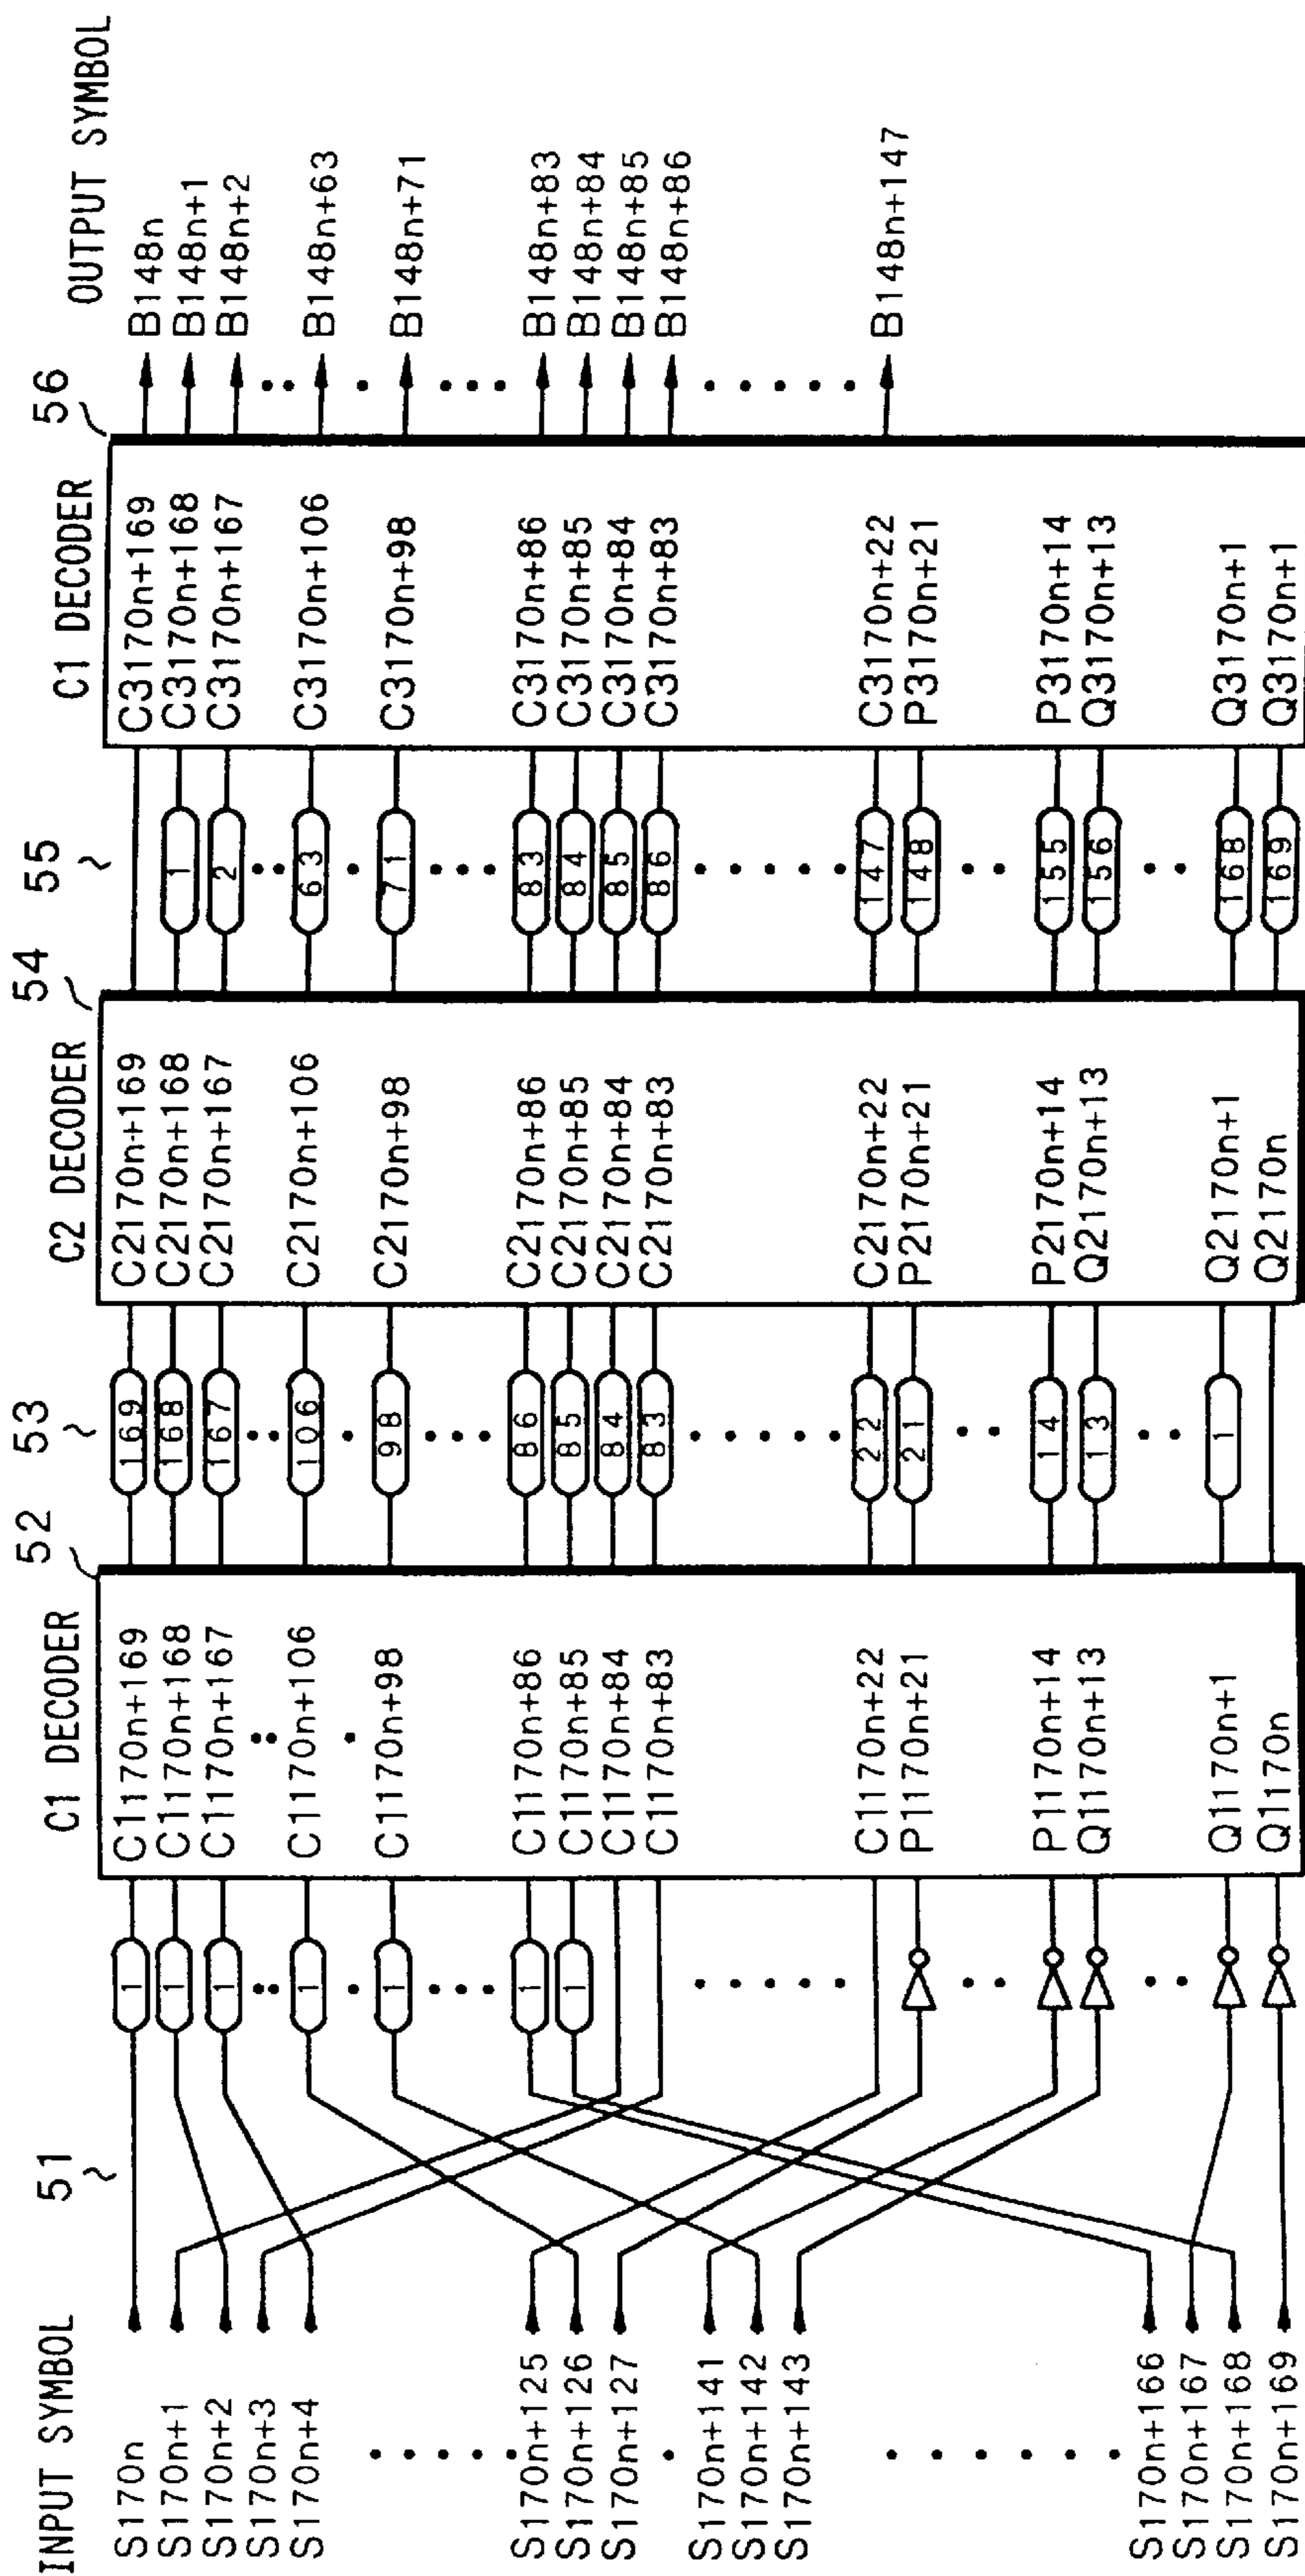 INPUT SYMBOL
S170n
S170n+1
S170n+2
S170n+3
S170n+4
S170n+125
S170n+126
S170n+127
S170n+141
S170n+142
S170n+143
S170n+166
S170n+167
S170n+168
S170n+169
51
1
1
1
1
1
1
1
52
C1 DECODER
C1170n+169
C1170n+168
C1170n+167
C1170n+106
C1170n+98
C1170n+86
C1170n+85
C1170n+84
C1170n+83
C1170n+22
P1170n+21
P1170n+14
Q1170n+13
Q1170n+1
Q1170n
53
169
168
167
106
98
86
85
84
83
22
21
14
13
1
54
C2 DECODER
C2170n+169
C2170n+168
C2170n+167
C2170n+106
C2170n+98
C2170n+86
C2170n+85
C2170n+84
C2170n+83
C2170n+22
P2170n+21
P2170n+14
Q2170n+13
Q2170n+1
Q2170n
55
1
2
63
71
83
84
85
86
147
148
155
156
168
169
56
C1 DECODER
C3170n+169
C3170n+168
C3170n+167
C3170n+106
C3170n+98
C3170n+86
C3170n+85
C3170n+84
C3170n+83
C3170n+22
P3170n+21
P3170n+14
Q3170n+13
Q3170n+1
Q3170n+1
OUTPUT SYMBOL
B148n
B148n+1
B148n+2
B148n+63
B148n+71
B148n+83
B148n+84
B148n+85
B148n+86
B148n+147